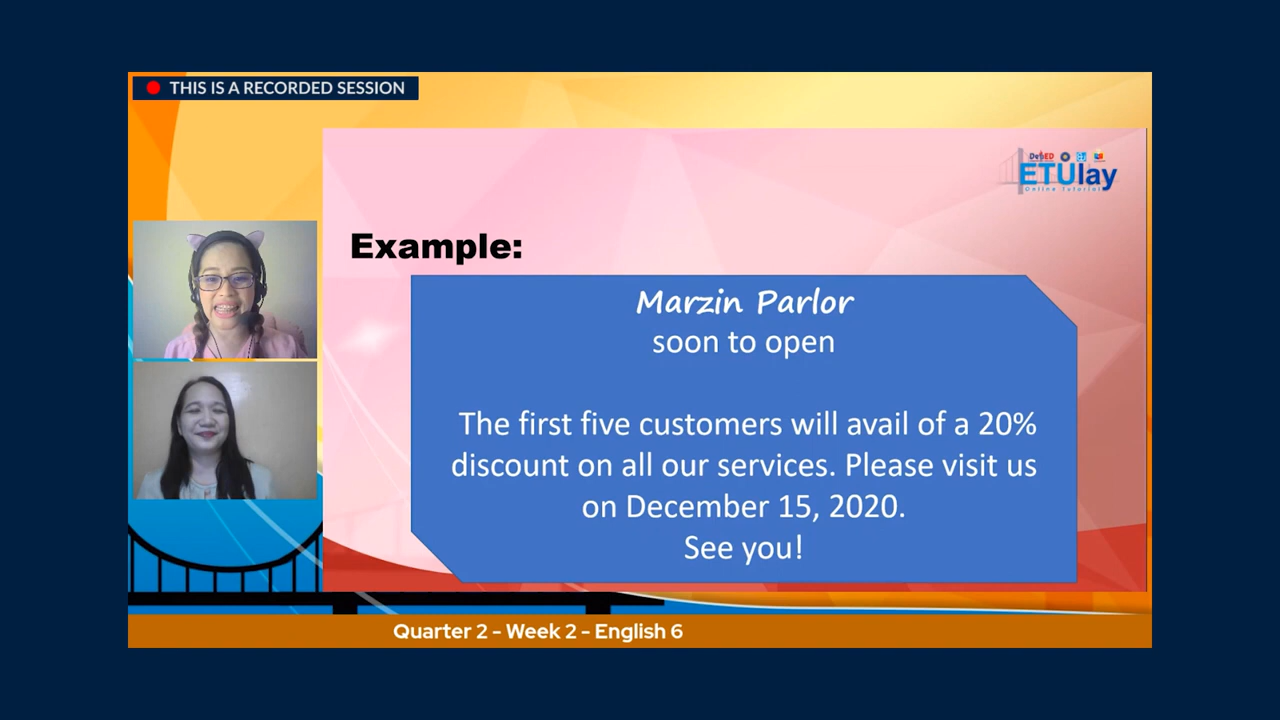 THIS IS A RECORDED SESSION
DepED
ETUlay
Online Tutorial
Example:
Marzin Parlor
soon to open
The first five customers will avail of a 20%
discount on all our services. Please visit us
on December 15, 2020.
See you!
Quarter 2 - Week 2 - English 6